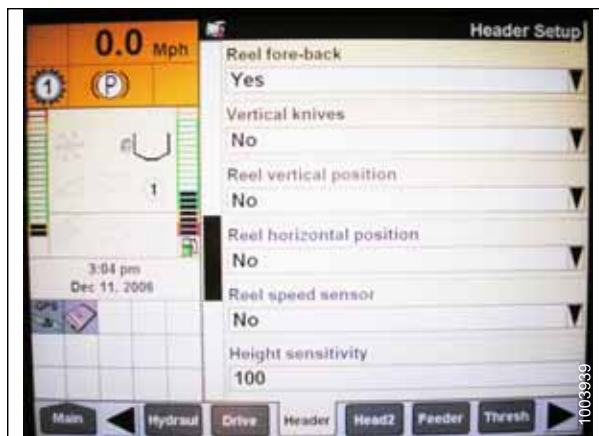 Header Setup
0.0 Mph
1
P
1
3:04 pm
Dec 11, 2006
GPS
Reel fore-back
Yes
Vertical knives
No
Reel vertical position
No
Reel horizontal position
No
Reel speed sensor
No
Height sensitivity
100
Main
Hydraul
Drive
Header
Head2
Feeder
Thresh
1003939